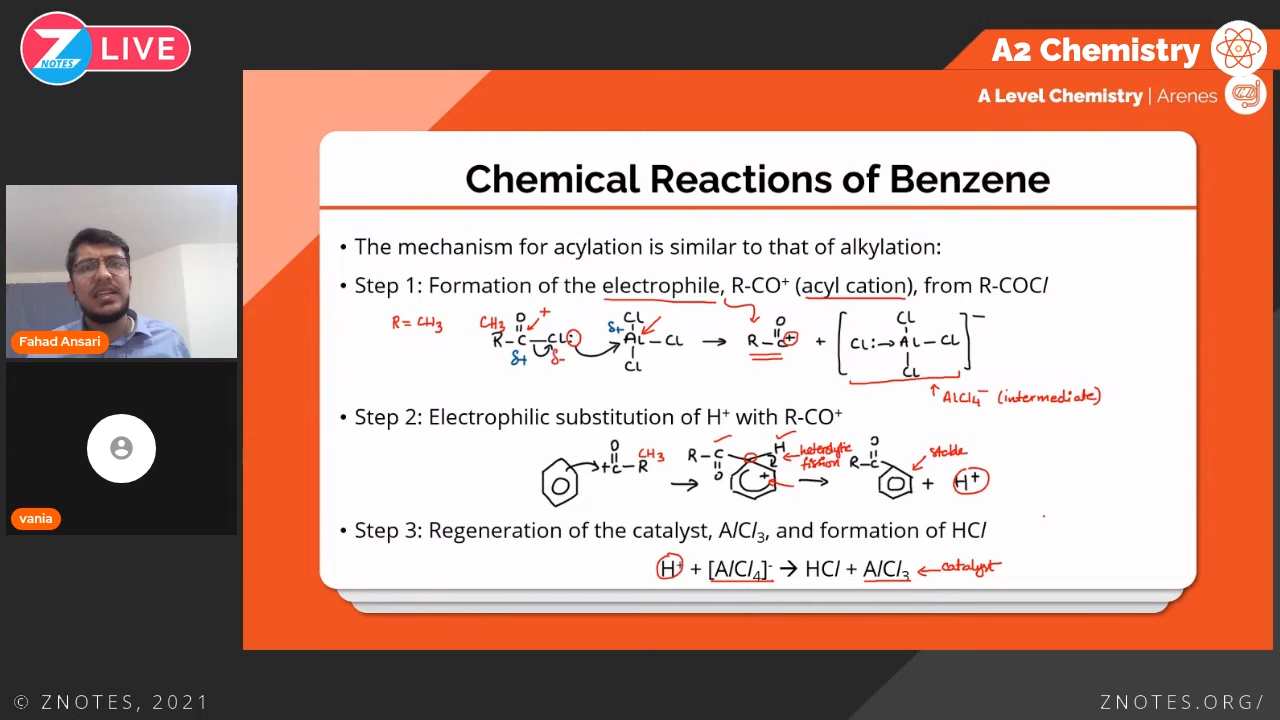 Z NOTES LIVE
A2 Chemistry
A Level Chemistry | Arenes
Chemical Reactions of Benzene
• The mechanism for acylation is similar to that of alkylation:
• Step 1: Formation of the electrophile, R-CO⁺ (acyl cation), from R-COCl
R = CH₃
CH₃ O +
R-C-Cl:
δ+ δ-
Cl
δ+ Al-Cl
Cl
→
O
R-C+
+
Cl
[Cl:→Al-Cl]⁻
Cl
↑ AlCl₄⁻ (intermediate)
• Step 2: Electrophilic substitution of H⁺ with R-CO⁺
O
+C-R CH₃
→
R-C H
O +
← heterolytic
fission
→
O
R-C
stable
+ H⁺
• Step 3: Regeneration of the catalyst, AlCl₃, and formation of HCl
H⁺ + [AlCl₄]⁻ → HCl + AlCl₃ ← catalyst
Fahad Ansari
vania
© ZNOTES, 2021
ZNOTES.ORG/